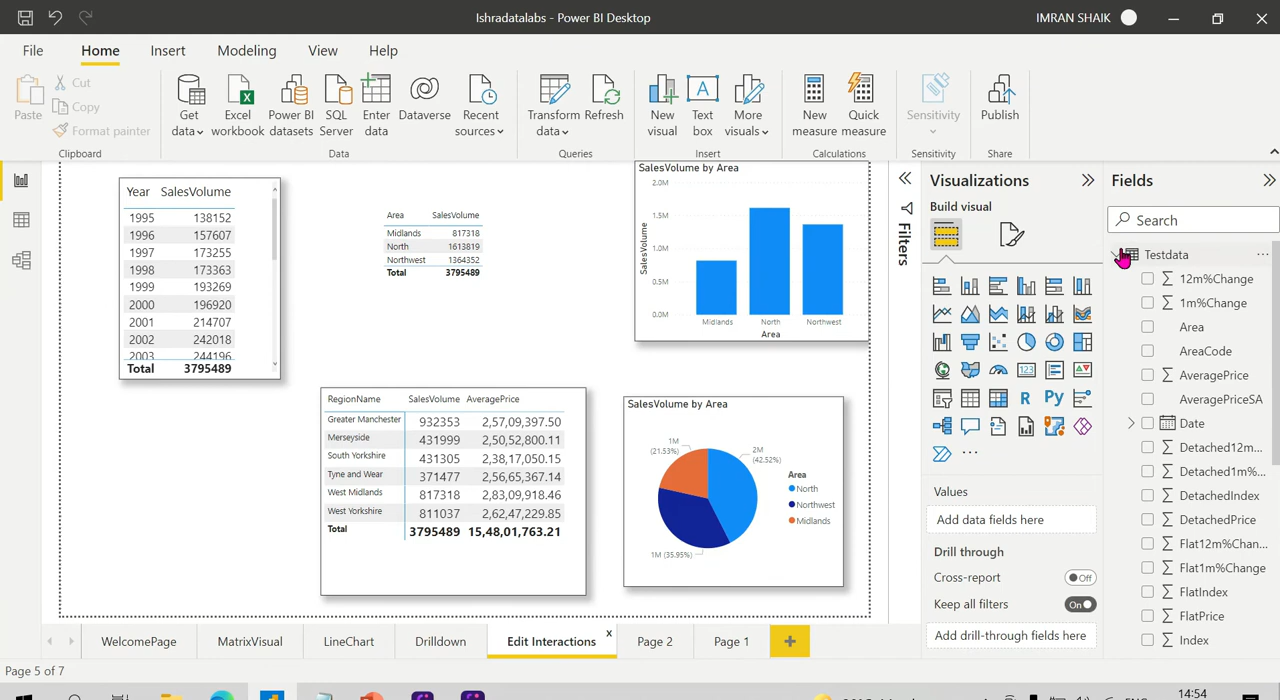 Ishradatalabs - Power BI Desktop
IMRAN SHAIK
File
Home
Insert
Modeling
View
Help
Paste
Cut
Copy
Format painter
Clipboard
Get data
Excel workbook
Power BI datasets
SQL Server
Enter data
Dataverse
Recent sources
Data
Transform data
Refresh
Queries
New visual
Text box
More visuals
Insert
New measure
Quick measure
Calculations
Sensitivity
Sensitivity
Publish
Share
Year SalesVolume
1995 138152
1996 157607
1997 173255
1998 173363
1999 193269
2000 196920
2001 214707
2002 242018
2003 244196
Total 3795489
Area SalesVolume
Midlands 817318
North 1613819
Northwest 1364352
Total 3795489
SalesVolume by Area
SalesVolume
2.0M
1.5M
1.0M
0.5M
0.0M
Midlands North Northwest
Area
RegionName SalesVolume AveragePrice
Greater Manchester 932353 2,57,09,397.50
Merseyside 431999 2,50,52,800.11
South Yorkshire 431305 2,38,17,050.15
Tyne and Wear 371477 2,56,65,367.14
West Midlands 817318 2,83,09,918.46
West Yorkshire 811037 2,62,47,229.85
Total 3795489 15,48,01,763.21
SalesVolume by Area
1M
(21.53%)
2M
(42.52%)
1M (35.95%)
Area
North
Northwest
Midlands
Filters
Visualizations
Build visual
123
R
Py
Values
Add data fields here
Drill through
Cross-report
Off
Keep all filters
On
Add drill-through fields here
Fields
Search
Testdata
12m%Change
1m%Change
Area
AreaCode
AveragePrice
AveragePriceSA
Date
Detached12m...
Detached1m%...
DetachedIndex
DetachedPrice
Flat12m%Chan...
Flat1m%Change
FlatIndex
FlatPrice
Index
WelcomePage
MatrixVisual
LineChart
Drilldown
Edit Interactions
Page 2
Page 1
Page 5 of 7
14:54